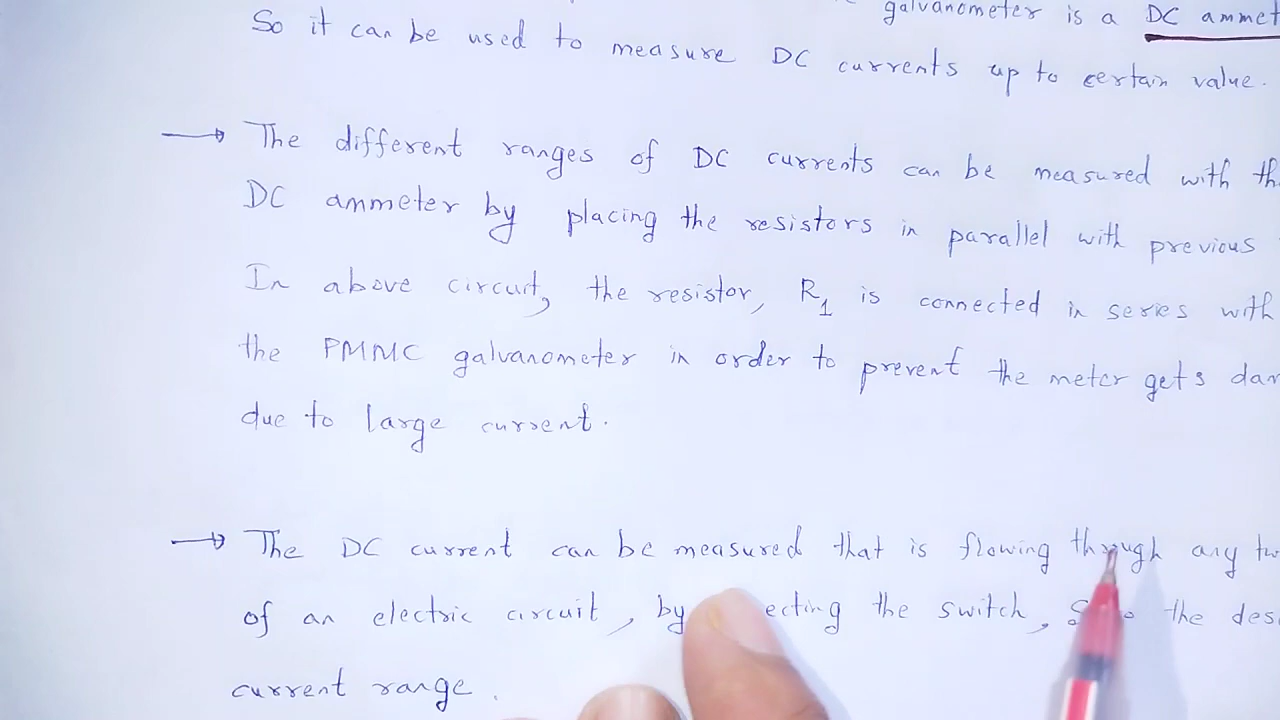 galvanometer is a DC ammet
So it can be used to measure DC currents up to certain value.
→ The different ranges of DC currents can be measured with th
DC ammeter by placing the resistors in parallel with previous
In above circuit, the resistor, R1 is connected in series with
the PMMC galvanometer in order to prevent the meter gets dam
due to large current.
→ The DC current can be measured that is flowing through any tw
of an electric circuit, by ecting the switch, S to the des
current range.